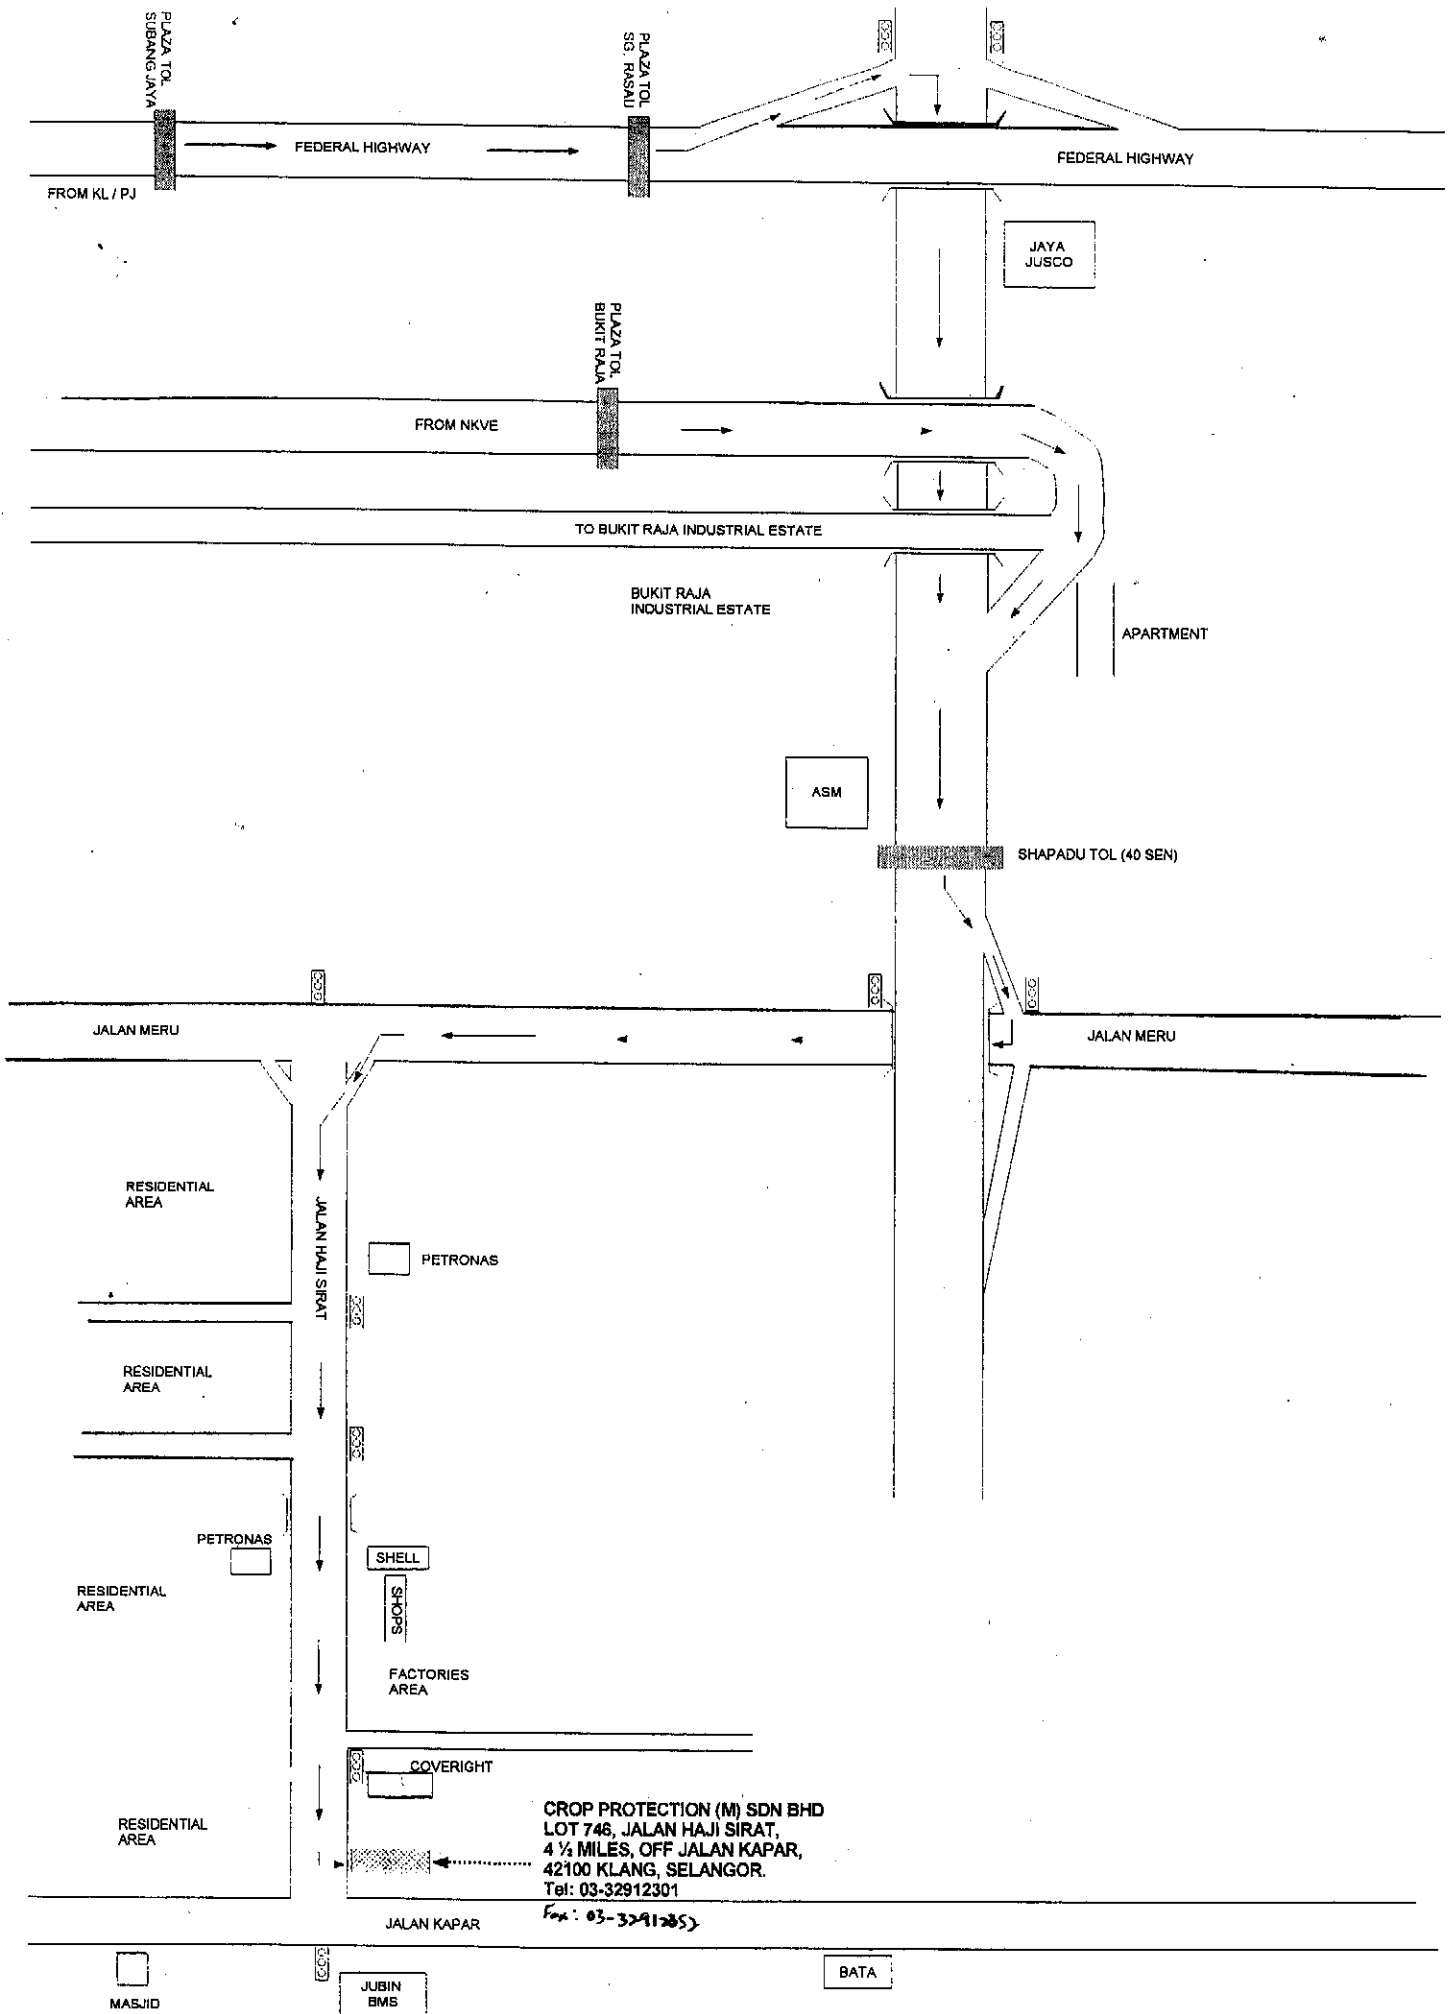 PLAZA TOL
SUBANG JAYA
PLAZA TOL
SG. RASAU
FEDERAL HIGHWAY
FEDERAL HIGHWAY
FROM KL / PJ
JAYA
JUSCO
PLAZA TOL
BUKIT RAJA
FROM NKVE
TO BUKIT RAJA INDUSTRIAL ESTATE
BUKIT RAJA
INDUSTRIAL ESTATE
APARTMENT
ASM
SHAPADU TOL (40 SEN)
JALAN MERU
JALAN MERU
RESIDENTIAL
AREA
JALAN HAJI SIRAT
PETRONAS
RESIDENTIAL
AREA
PETRONAS
SHELL
SHOPS
RESIDENTIAL
AREA
FACTORIES
AREA
COVERIGHT
RESIDENTIAL
AREA
CROP PROTECTION (M) SDN BHD
LOT 746, JALAN HAJI SIRAT,
4 ½ MILES, OFF JALAN KAPAR,
42100 KLANG, SELANGOR.
Tel: 03-32912301
Fax:
JALAN KAPAR
MASJID
JUBIN
BMS
BATA